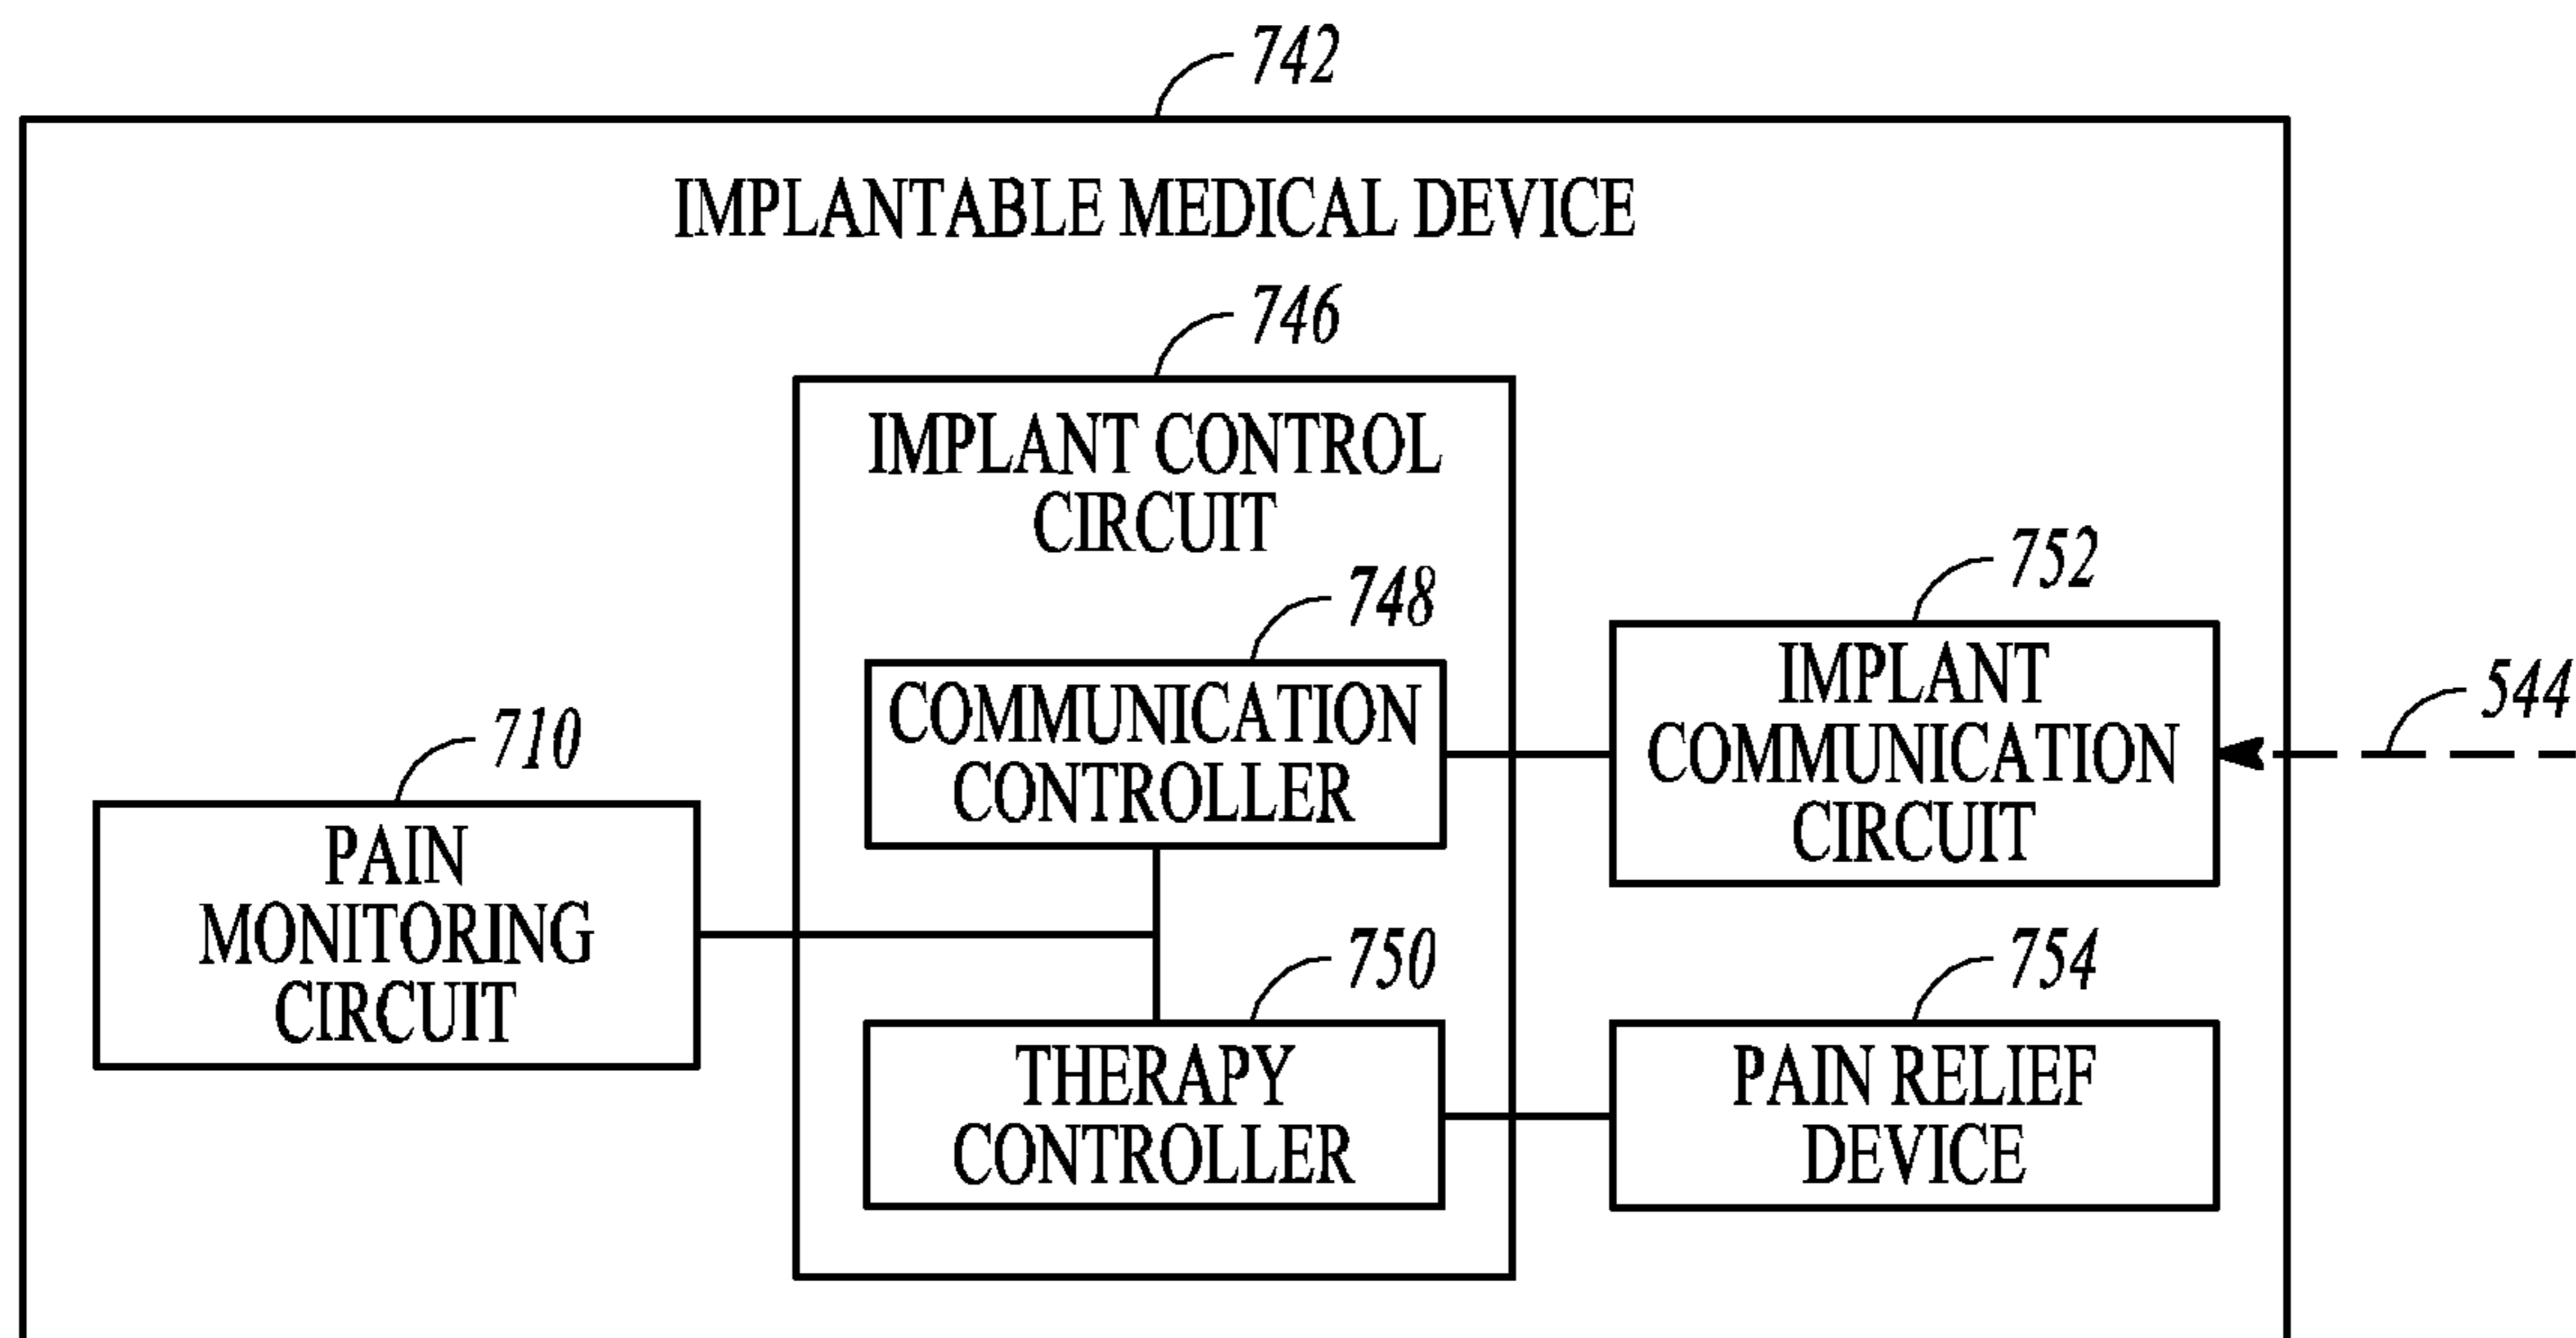 742
IMPLANTABLE MEDICAL DEVICE
746
IMPLANT CONTROL
CIRCUIT
748
COMMUNICATION
CONTROLLER
752
IMPLANT
COMMUNICATION
CIRCUIT
544
710
PAIN
MONITORING
CIRCUIT
750
THERAPY
CONTROLLER
754
PAIN RELIEF
DEVICE